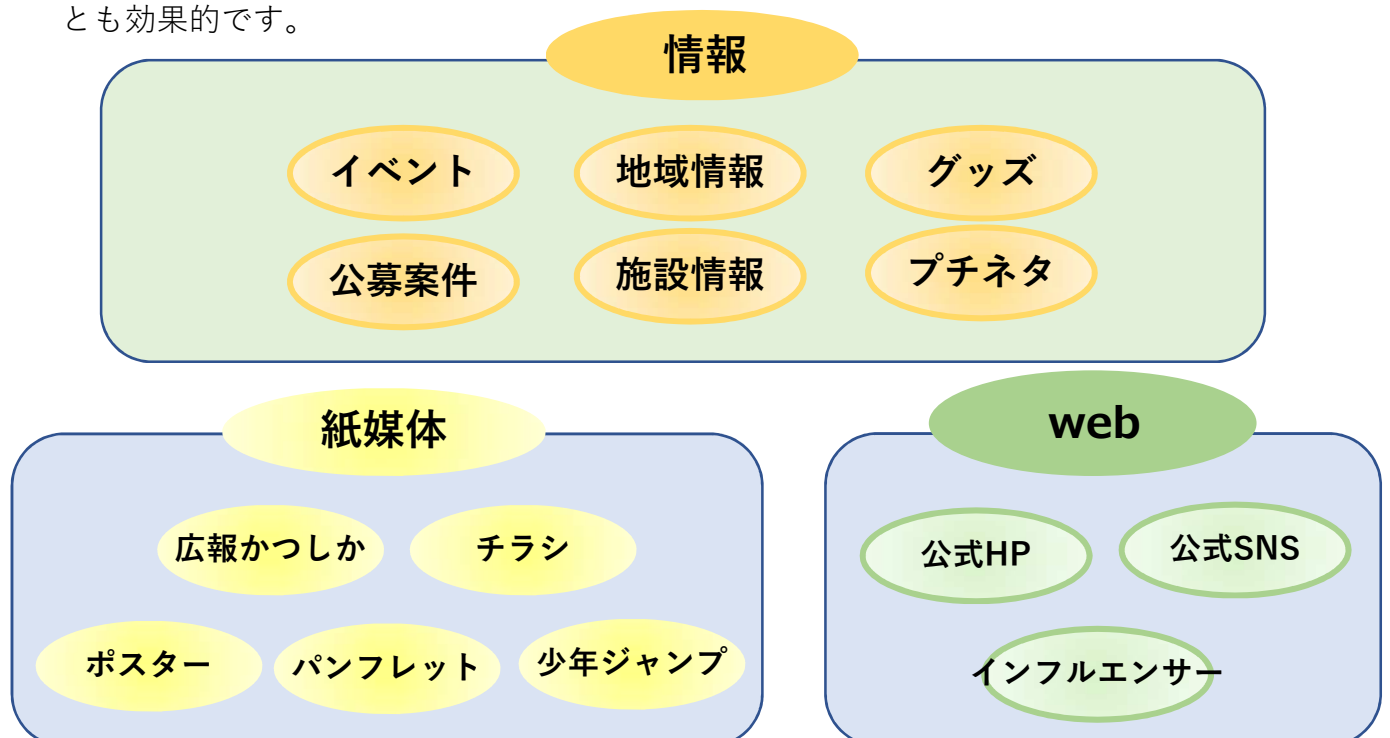 とも効果的です。
情報
イベント 地域情報 グッズ
公募案件 施設情報 プチネタ
紙媒体
広報かつしか チラシ
ポスター パンフレット 少年ジャンプ
web
公式HP 公式SNS
インフルエンサー